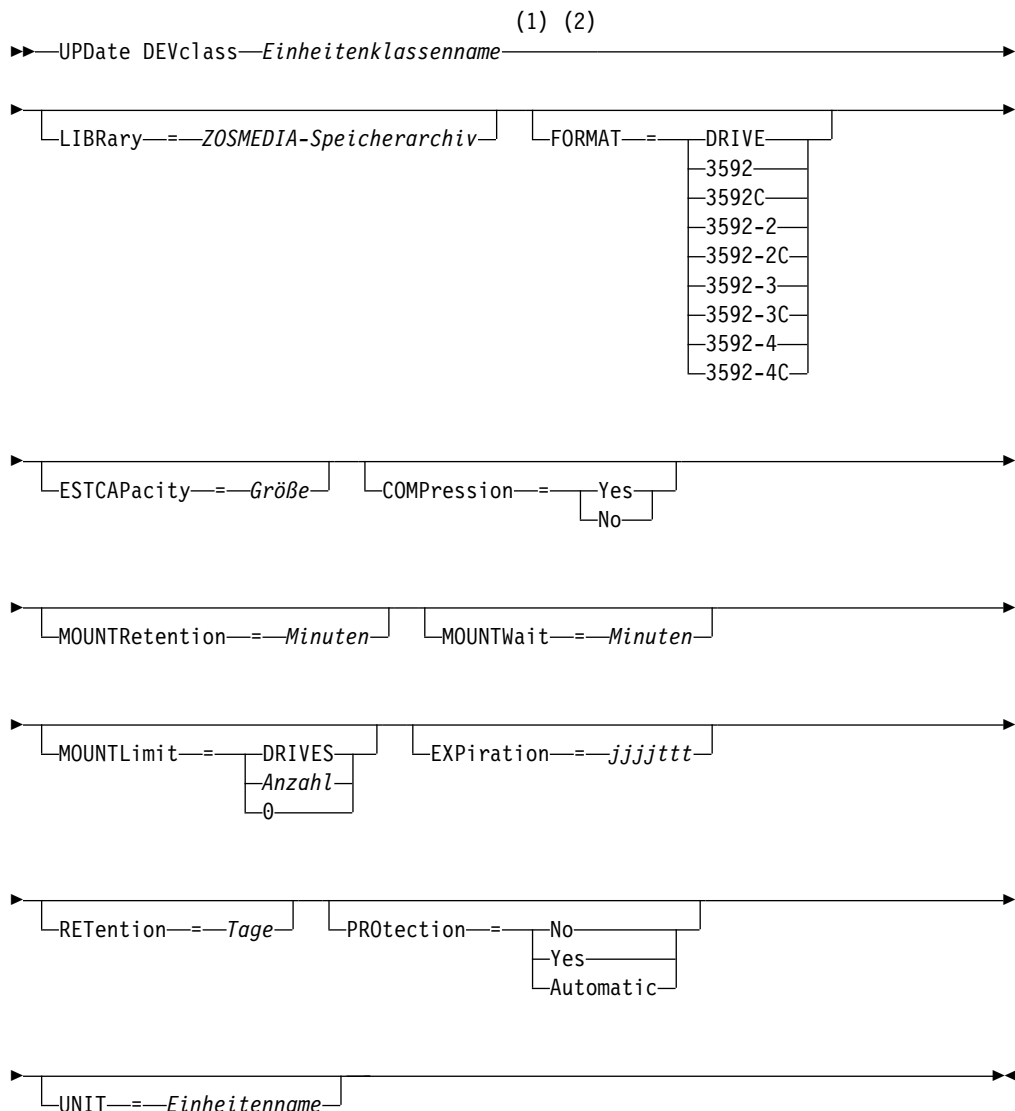 (1) (2)
UPDate DEVclass Einheitenklassenname
LIBRary = ZOSMEDIA-Speicherarchiv FORMAT = DRIVE
3592
3592C
3592-2
3592-2C
3592-3
3592-3C
3592-4
3592-4C
ESTCAPacity = Größe COMPression = Yes
No
MOUNTRetention = Minuten MOUNTWait = Minuten
MOUNTLimit = DRIVES EXPiration = jjjjttt
Anzahl
0
RETention = Tage PROtection = No
Yes
Automatic
UNIT = Einheitenname